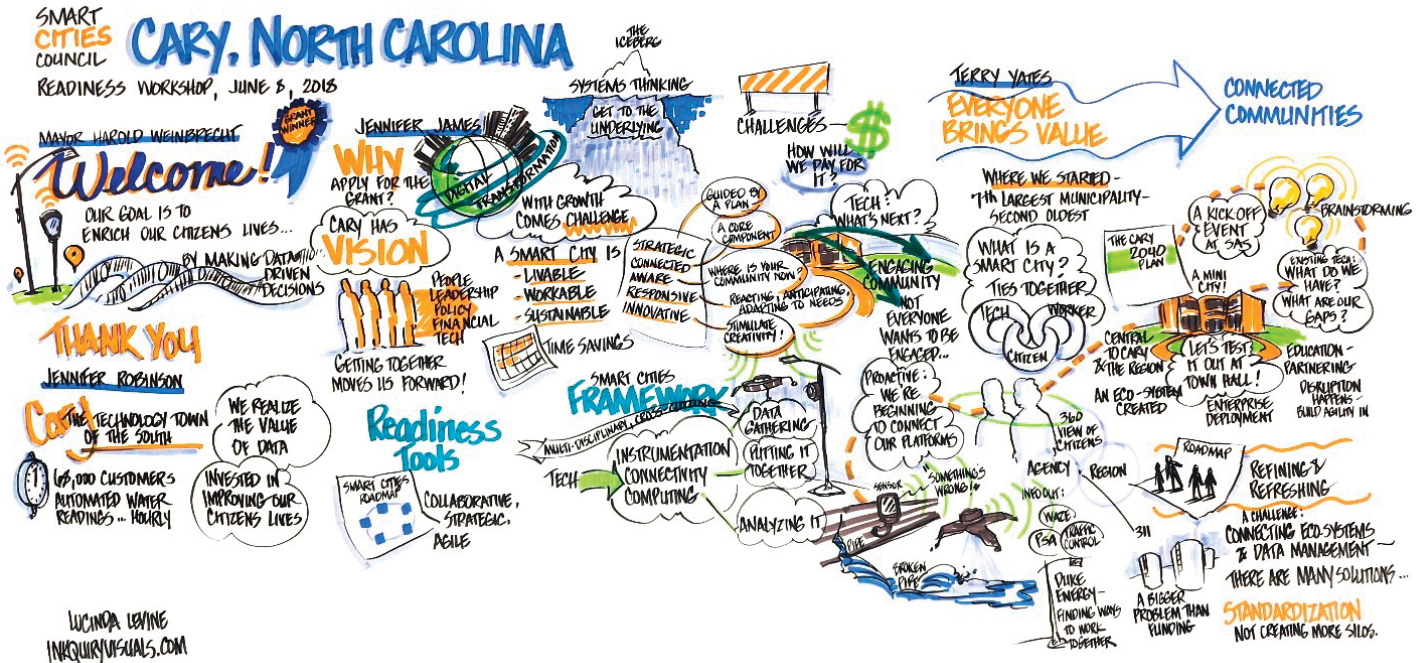 SMART
CITIES
COUNCIL
CARY, NORTH CAROLINA
READINESS WORKSHOP, JUNE 8, 2018
MAYOR HAROLD WEINBRECHT
GRANT
WINNER
Welcome!
OUR GOAL IS TO
ENRICH OUR CITIZENS LIVES...
BY MAKING DATA
DRIVEN
DECISIONS
THANK YOU
JENNIFER ROBINSON
Cary
THE TECHNOLOGY TOWN
OF THE SOUTH
WE REALIZE
THE VALUE
OF DATA
CUSTOMERS
AUTOMATED WATER
READINGS... HOURLY
INVESTED IN
IMPROVING OUR
CITIZENS LIVES
LUCINDA LEVINE
INKQUIRYVISUALS.COM
JENNIFER JAMES
WHY
APPLY FOR THE
GRANT?
DIGITAL
TRANSFORMATION
CARY HAS
VISION
PEOPLE
LEADERSHIP
POLICY
FINANCIAL
TECH
GETTING TOGETHER
MOVES US FORWARD!
THE
ICEBERG
SYSTEMS THINKING
GET TO THE
UNDERLYING
WITH GROWTH
COMES CHALLENGE
A SMART CITY IS
- LIVABLE
- WORKABLE
- SUSTAINABLE
TIME SAVINGS
STRATEGIC
CONNECTED
AWARE
RESPONSIVE
INNOVATIVE
GUIDED BY
A PLAN
A CORE
COMPONENT
WHERE IS YOUR
COMMUNITY NOW?
REACTING, ANTICIPATING,
ADAPTING TO NEEDS
STIMULATE
CREATIVITY!
Readiness
Tools
SMART CITIES
ROADMAP
COLLABORATIVE,
STRATEGIC,
AGILE
SMART CITIES
FRAMEWORK
MULTI-DISCIPLINARY, CROSS-CUTTING
TECH
INSTRUMENTATION
CONNECTIVITY
COMPUTING
DATA
GATHERING
PUTTING IT
TOGETHER
ANALYZING IT
CHALLENGES
$
HOW WILL
WE PAY FOR
IT?
TECH:
WHAT'S NEXT?
ENGAGING
COMMUNITY
NOT
EVERYONE
WANTS TO BE
ENGAGED...
PROACTIVE:
WE'RE
BEGINNING
TO CONNECT
OUR PLATFORMS
SENSOR
SOMETHING'S
WRONG!
PIPE
BROKEN
PIPE
TERRY YATES
EVERYONE
BRINGS VALUE
CONNECTED
COMMUNITIES
WHERE WE STARTED-
7TH LARGEST MUNICIPALITY-
SECOND OLDEST
WHAT IS A
SMART CITY?
TIES TOGETHER
TECH
WORKER
CITIZEN
THE CARY
2040
PLAN
A KICK OFF
EVENT
AT SAS
BRAINSTORMING
A MINI
CITY!
EXISTING TECH:
WHAT DO WE
HAVE?
WHAT ARE OUR
GAPS?
CENTRAL
TO CARY
& THE REGION
AN ECO-SYSTEM
CREATED
LET'S TEST
IT OUT AT
TOWN HALL!
ENTERPRISE
DEPLOYMENT
EDUCATION-
PARTNERING
DISRUPTION
HAPPENS-
BUILD AGILITY IN
360
VIEW OF
CITIZENS
AGENCY
REGION
INFO OUT:
WAZE
PSA
TRAFFIC
CONTROL
311
DUKE
ENERGY-
FINDING WAYS
TO WORK
TOGETHER
ROADMAP
REFINING &
REFRESHING
A CHALLENGE:
CONNECTING ECO SYSTEMS
& DATA MANAGEMENT-
THERE ARE MANY SOLUTIONS...
A BIGGER
PROBLEM THAN
FUNDING
STANDARDIZATION
NOT CREATING MORE SILOS.